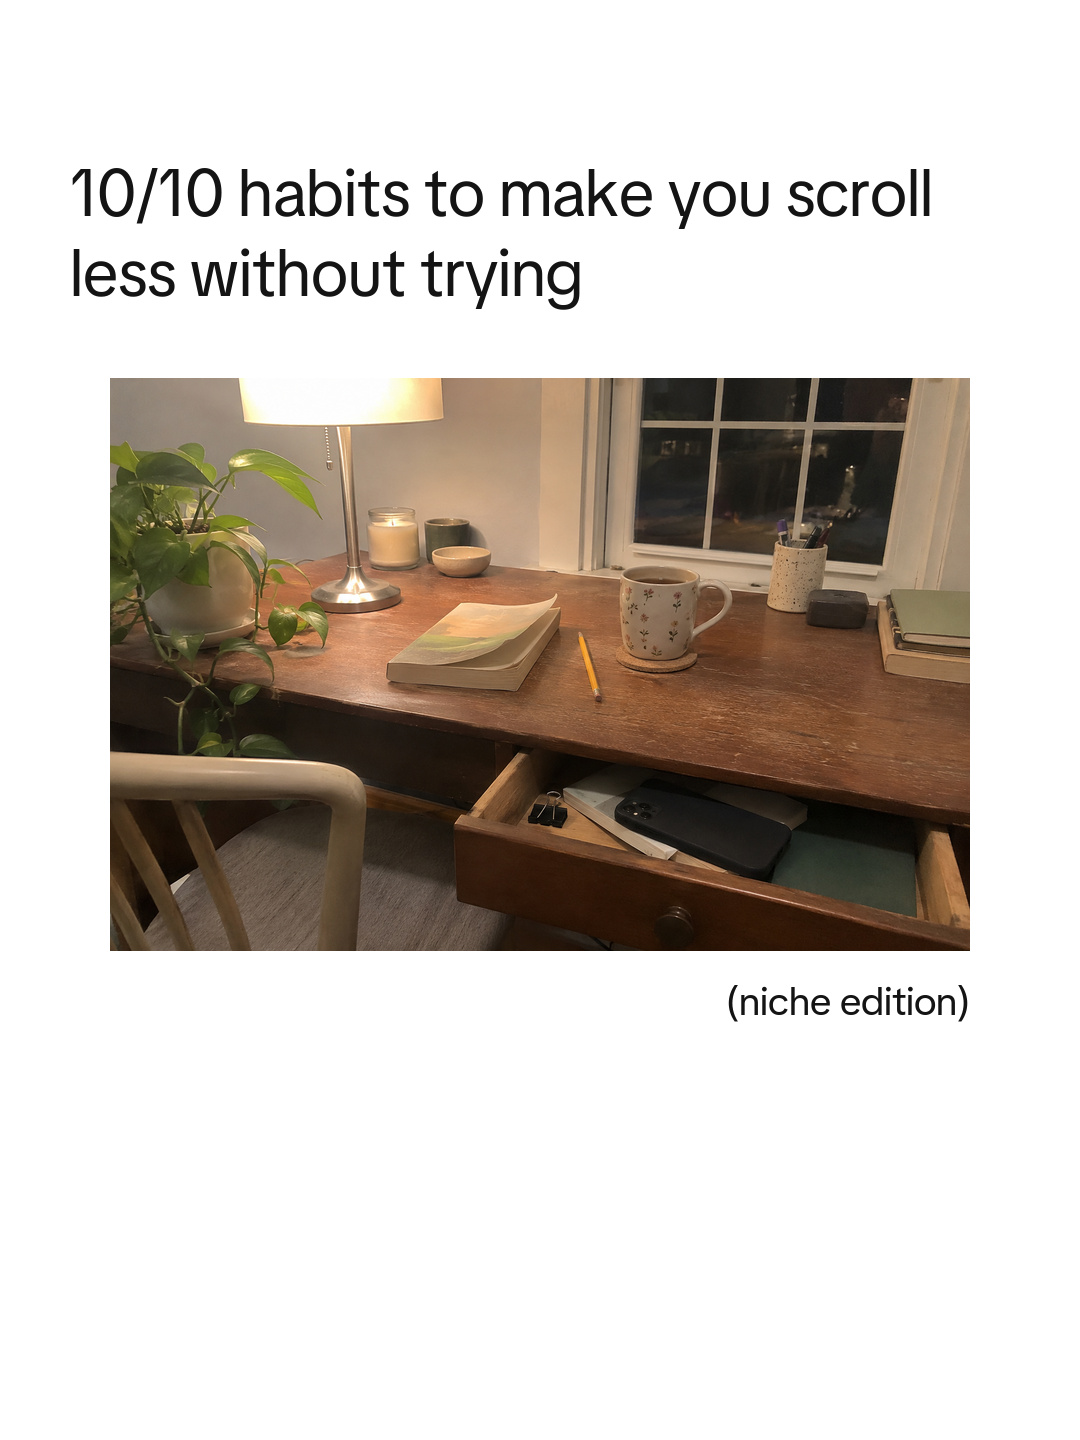 10/10 habits to make you scroll
less without trying
(niche edition)